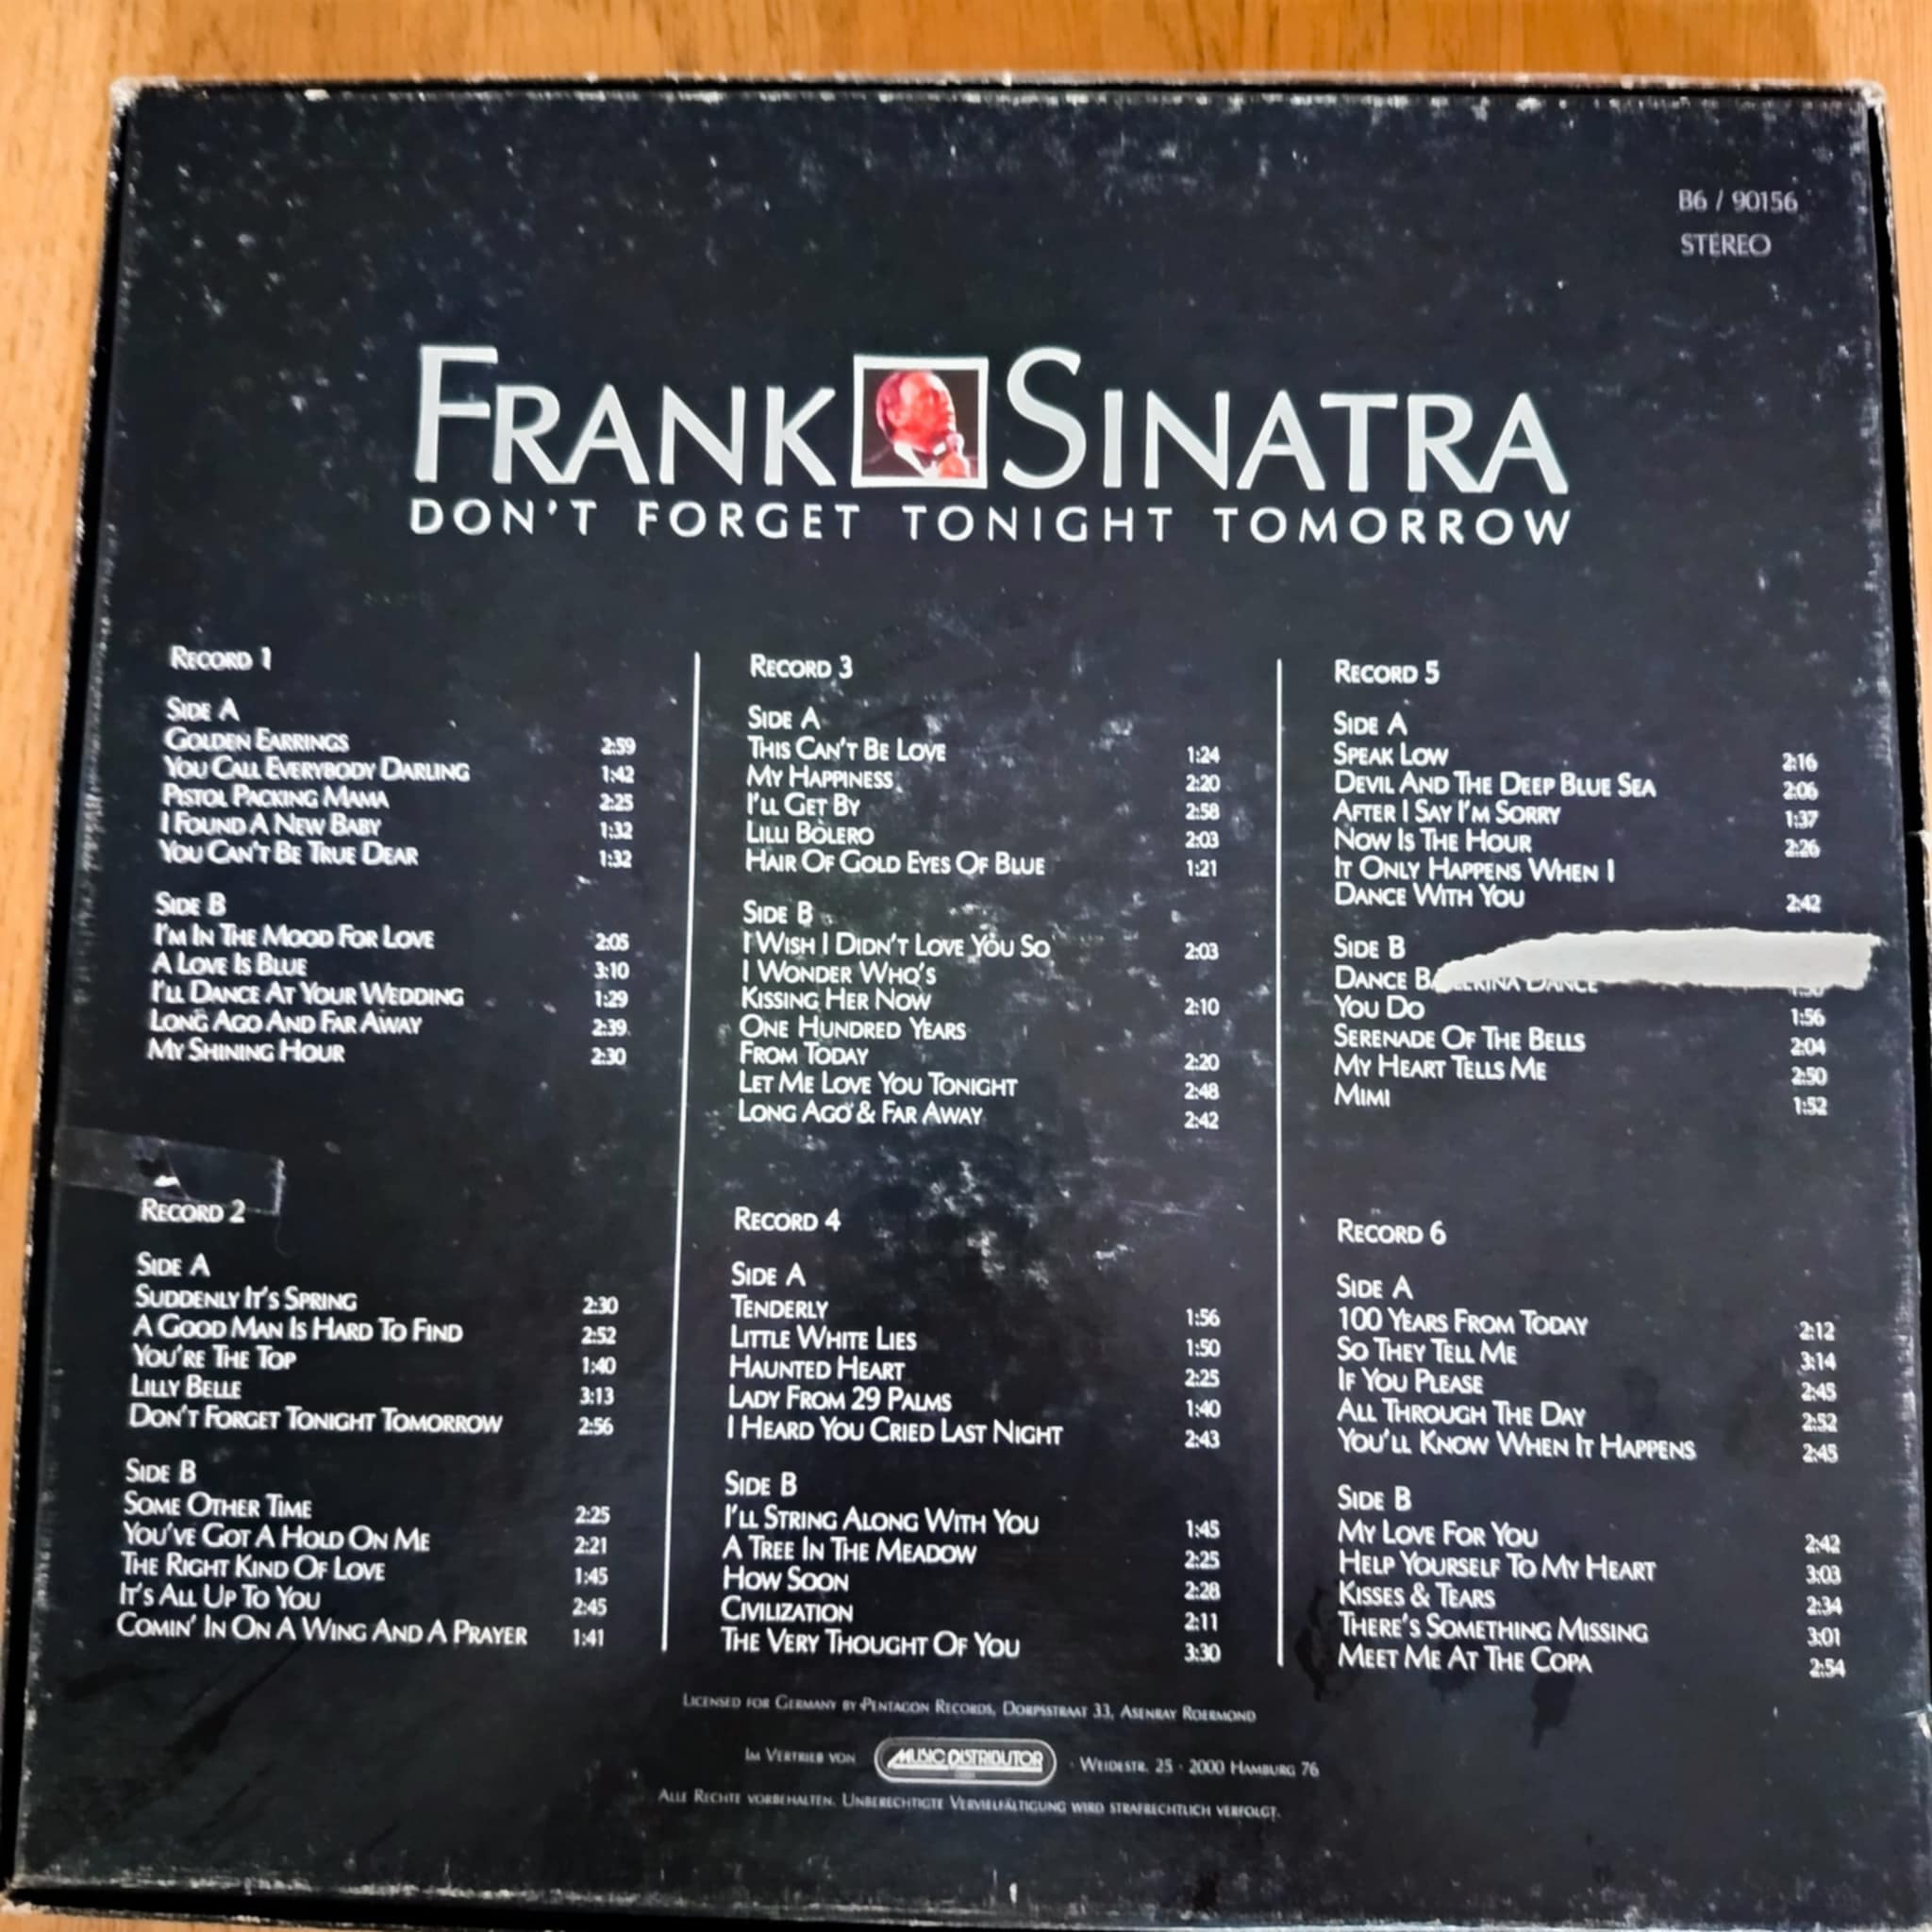 B6 / 90156
STEREO
FRANK SINATRA
DON'T FORGET TONIGHT TOMORROW
RECORD 1
SIDE A
GOLDEN EARRINGS 2:59
YOU CALL EVERYBODY DARLING 1:42
PISTOL PACKING MAMA 2:25
I FOUND A NEW BABY 1:32
YOU CAN'T BE TRUE DEAR 1:32
SIDE B
I'M IN THE MOOD FOR LOVE 2:05
A LOVE IS BLUE 3:10
I'LL DANCE AT YOUR WEDDING 1:29
LONG AGO AND FAR AWAY 2:39
MY SHINING HOUR 2:30
RECORD 2
SIDE A
SUDDENLY IT'S SPRING 2:30
A GOOD MAN IS HARD TO FIND 2:52
YOU'RE THE TOP 1:40
LILLY BELLE 3:13
DON'T FORGET TONIGHT TOMORROW 2:56
SIDE B
SOME OTHER TIME 2:25
YOU'VE GOT A HOLD ON ME 2:21
THE RIGHT KIND OF LOVE 1:45
IT'S ALL UP TO YOU 2:45
COMIN' IN ON A WING AND A PRAYER 1:41
RECORD 3
SIDE A
THIS CAN'T BE LOVE 1:24
MY HAPPINESS 2:20
I'LL GET BY 2:58
LILLI BOLERO 2:03
HAIR OF GOLD EYES OF BLUE 1:21
SIDE B
I WISH I DIDN'T LOVE YOU SO 2:03
I WONDER WHO'S
KISSING HER NOW 2:10
ONE HUNDRED YEARS
FROM TODAY 2:20
LET ME LOVE YOU TONIGHT 2:48
LONG AGO & FAR AWAY 2:42
RECORD 4
SIDE A
TENDERLY 1:56
LITTLE WHITE LIES 1:50
HAUNTED HEART 2:25
LADY FROM 29 PALMS 1:40
I HEARD YOU CRIED LAST NIGHT 2:43
SIDE B
I'LL STRING ALONG WITH YOU 1:45
A TREE IN THE MEADOW 2:25
HOW SOON 2:28
CIVILIZATION 2:11
THE VERY THOUGHT OF YOU 3:30
RECORD 5
SIDE A
SPEAK LOW 2:16
DEVIL AND THE DEEP BLUE SEA 2:06
AFTER I SAY I'M SORRY 1:37
NOW IS THE HOUR 2:26
IT ONLY HAPPENS WHEN I
DANCE WITH YOU 2:42
SIDE B
DANCE BALLERINA DANCE
YOU DO 1:56
SERENADE OF THE BELLS 2:04
MY HEART TELLS ME 2:50
MIMI 1:52
RECORD 6
SIDE A
100 YEARS FROM TODAY 2:12
SO THEY TELL ME 3:14
IF YOU PLEASE 2:45
ALL THROUGH THE DAY 2:52
YOU'LL KNOW WHEN IT HAPPENS 2:45
SIDE B
MY LOVE FOR YOU 2:42
HELP YOURSELF TO MY HEART 3:03
KISSES & TEARS 2:34
THERE'S SOMETHING MISSING 3:01
MEET ME AT THE COPA 2:54
LICENSED FOR GERMANY BY PENTAGON RECORDS, DORPSSTRAAT 33, ASENRAY ROERMOND
IM VERTRIEB VON MUSIC DISTRIBUTOR · WEIDESTR. 25 · 2000 HAMBURG 76
ALLE RECHTE VORBEHALTEN. UNBERECHTIGTE VERVIELFÄLTIGUNG WIRD STRAFRECHTLICH VERFOLGT.